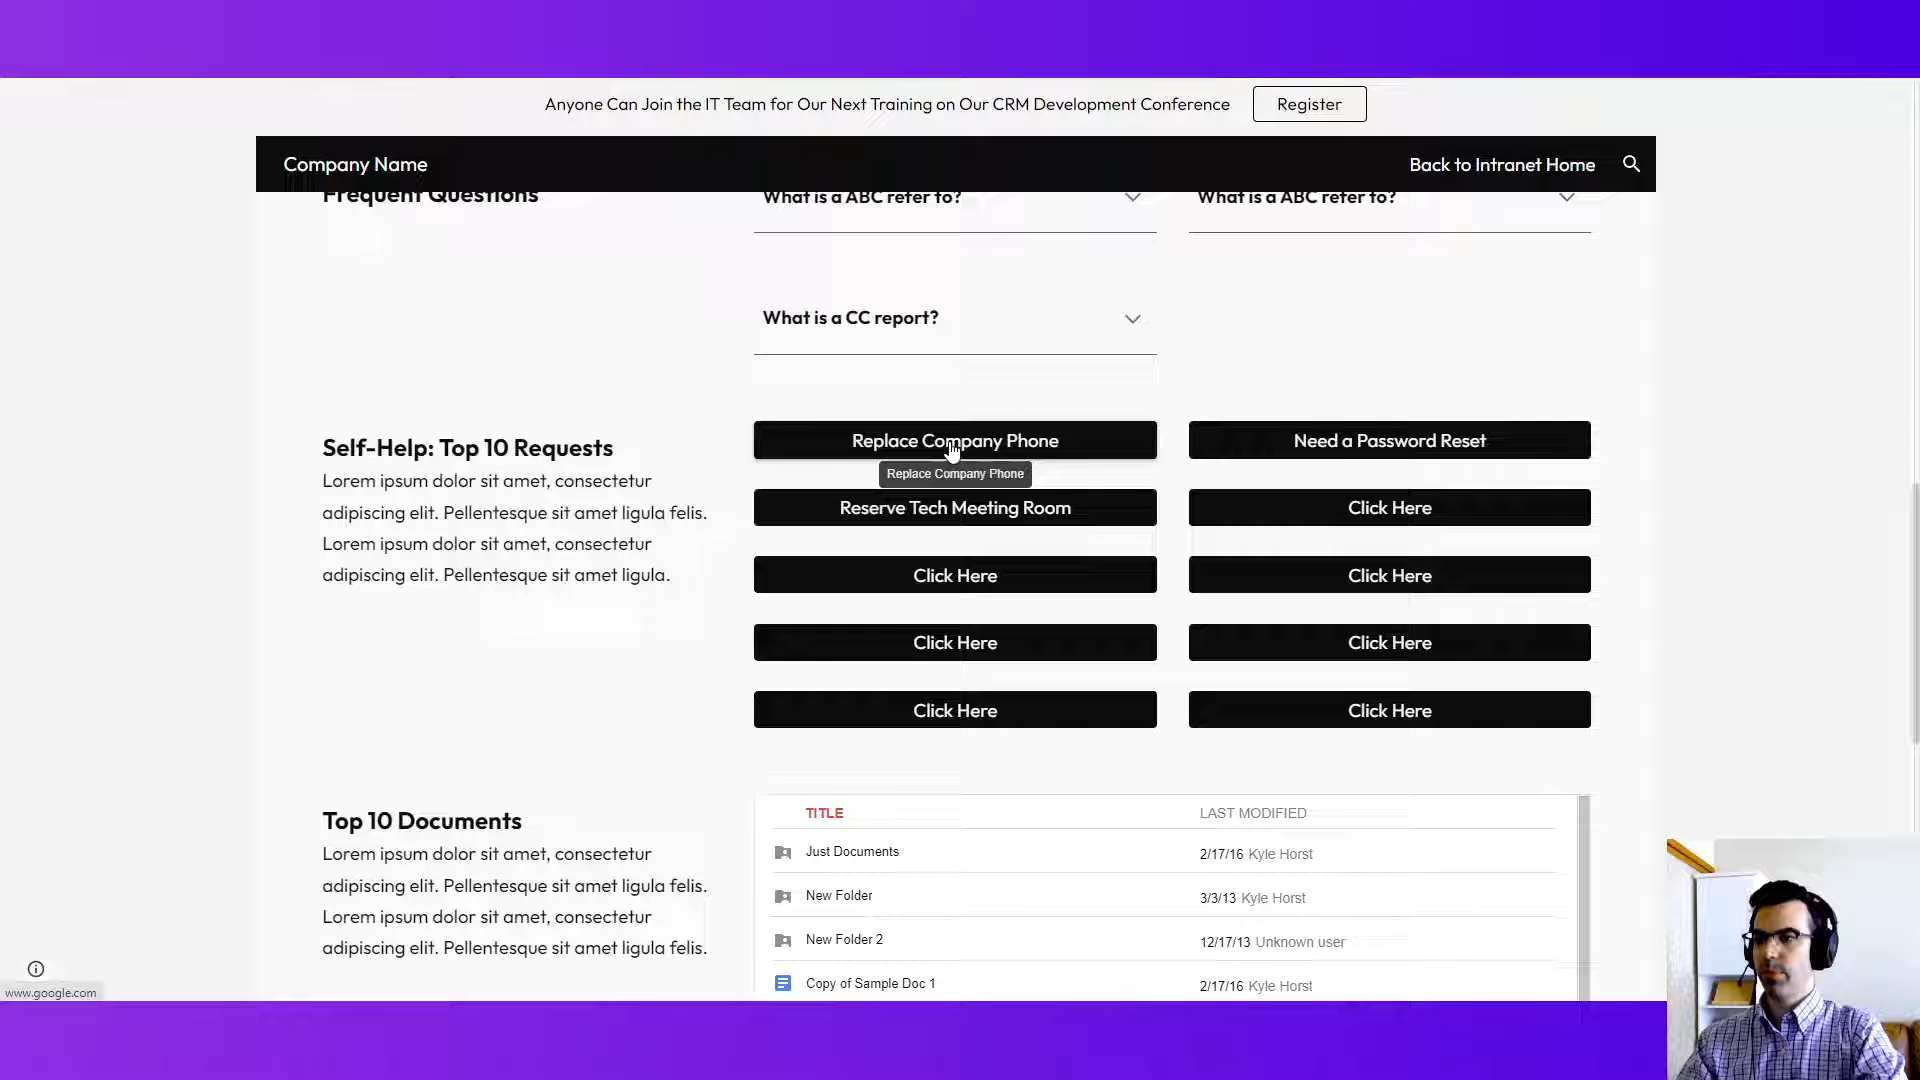 Anyone Can Join the IT Team for Our Next Training on Our CRM Development Conference
Register
Company Name
Back to Intranet Home
Frequent Questions
What is a ABC refer to?
What is a ABC refer to?
What is a CC report?
Self-Help: Top 10 Requests
Lorem ipsum dolor sit amet, consectetur
adipiscing elit. Pellentesque sit amet ligula felis.
Lorem ipsum dolor sit amet, consectetur
adipiscing elit. Pellentesque sit amet ligula.
Replace Company Phone
Need a Password Reset
Replace Company Phone
Reserve Tech Meeting Room
Click Here
Click Here
Click Here
Click Here
Click Here
Click Here
Click Here
Top 10 Documents
Lorem ipsum dolor sit amet, consectetur
adipiscing elit. Pellentesque sit amet ligula felis.
Lorem ipsum dolor sit amet, consectetur
adipiscing elit. Pellentesque sit amet ligula felis.
TITLE LAST MODIFIED
Just Documents 2/17/16 Kyle Horst
New Folder 3/3/13 Kyle Horst
New Folder 2 12/17/13 Unknown user
Copy of Sample Doc 1 2/17/16 Kyle Horst
www.google.com